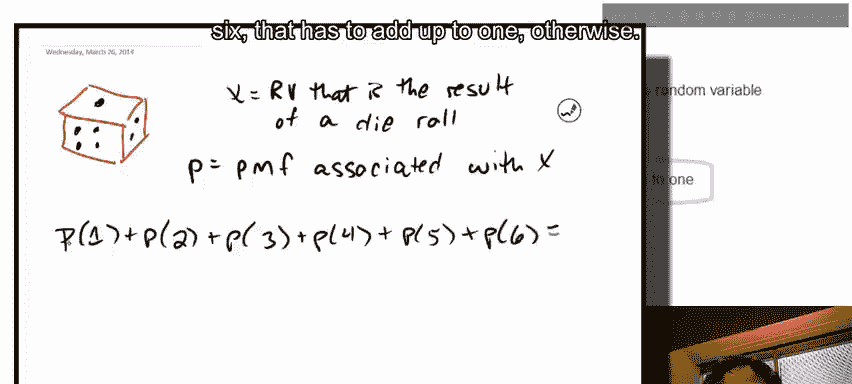 six, that has to add up to one, otherwise.
Wednesday, March 26, 2014
X = RV that is the result
of a die roll
random variable
p = pmf associated with X
to one
P(1)+p(2)+p(3)+p(4)+p(5)+p(6)=